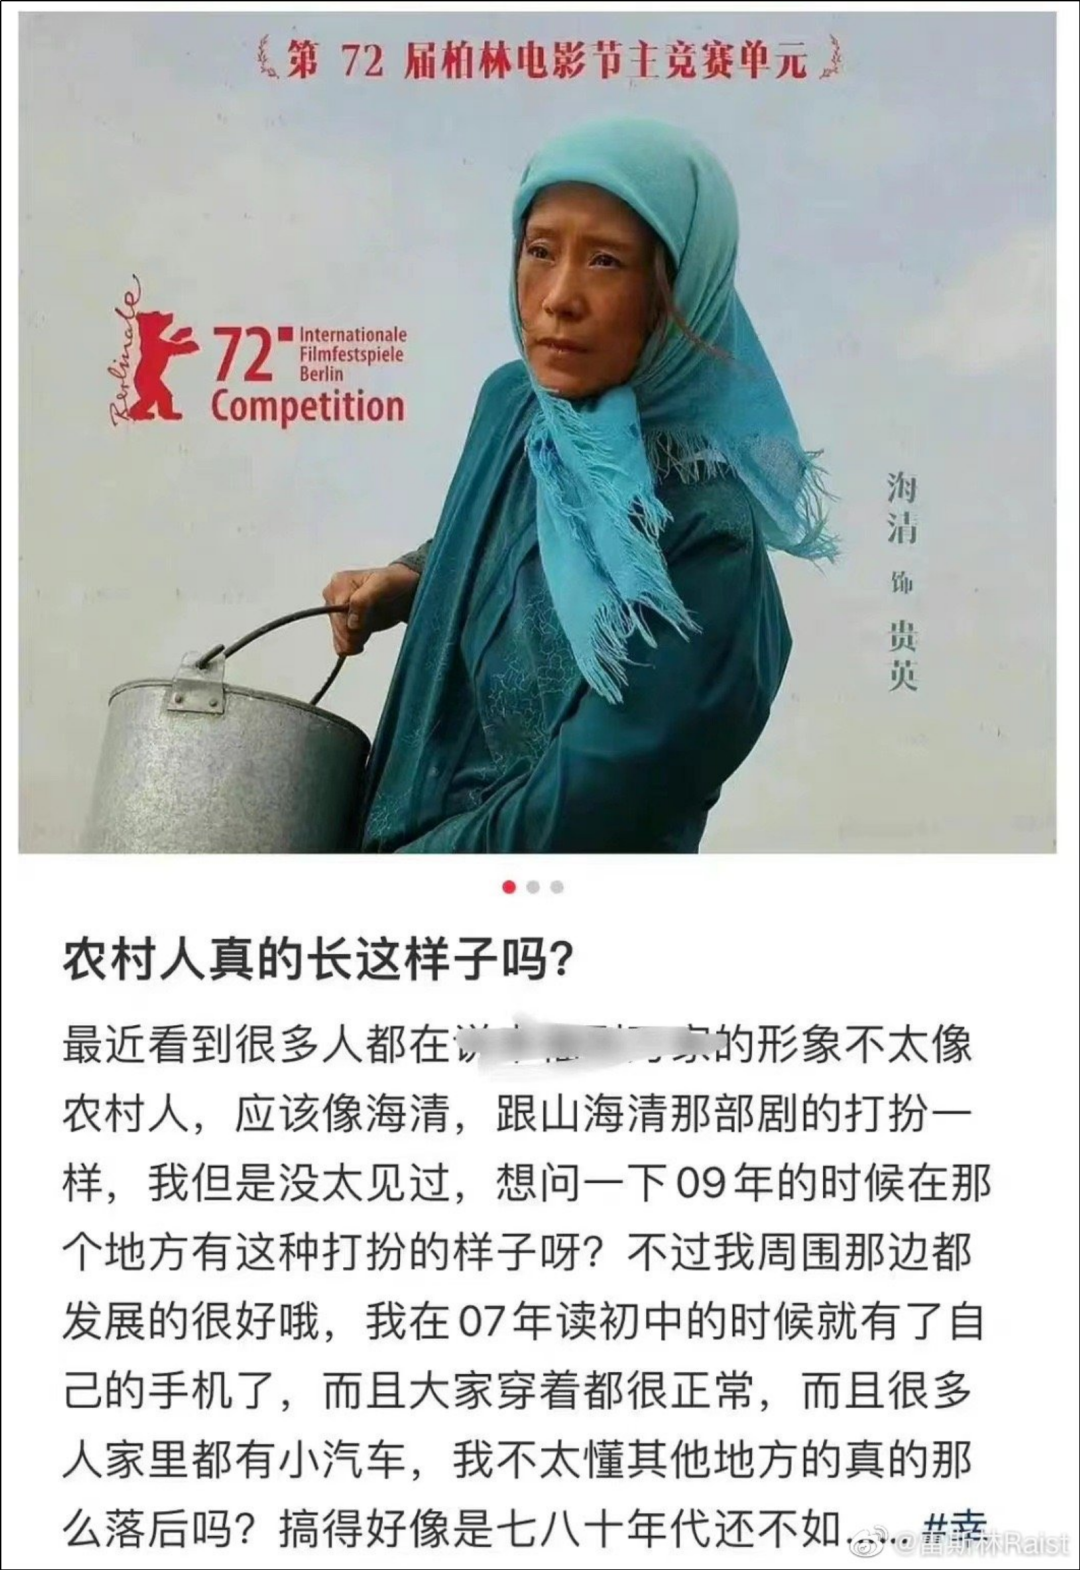 第 72 届柏林电影节主竞赛单元
Berlinale
72
Internationale
Filmfestspiele
Berlin
Competition
海清 饰 贵英
农村人真的长这样子吗？
最近看到很多人都在说
的形象不太像
农村人，应该像海清，跟山海清那部剧的打扮一
样，我但是没太见过，想问一下09年的时候在那
个地方有这种打扮的样子呀？不过我周围那边都
发展的很好哦，我在07年读初中的时候就有了自
己的手机了，而且大家穿着都很正常，而且很多
人家里都有小汽车，我不太懂其他地方的真的那
么落后吗？搞得好像是七八十年代还不如...... #幸
@雷斯林Raist